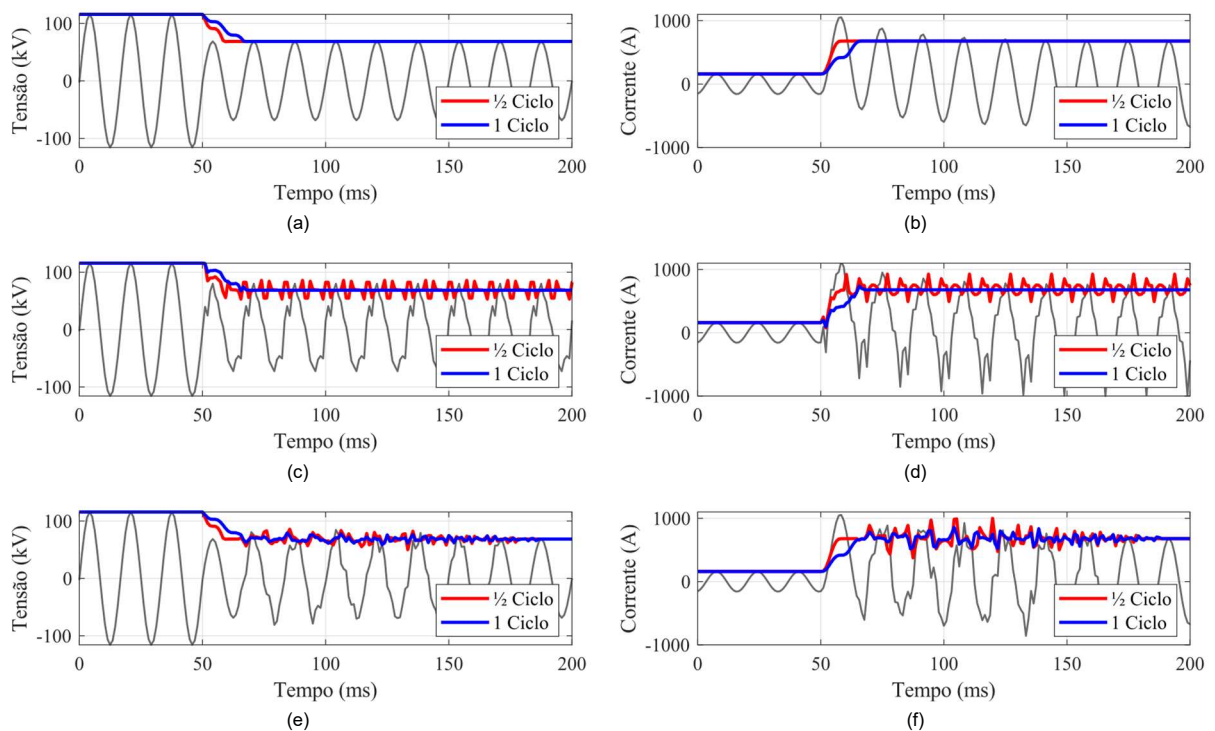 100
0
-100
Tensão (kV)
½ Ciclo
1 Ciclo
0 50 100 150 200
Tempo (ms)
(a)
1000
0
-1000
Corrente (A)
½ Ciclo
1 Ciclo
0 50 100 150 200
Tempo (ms)
(b)
100
0
-100
Tensão (kV)
½ Ciclo
1 Ciclo
0 50 100 150 200
Tempo (ms)
(c)
1000
0
-1000
Corrente (A)
½ Ciclo
1 Ciclo
0 50 100 150 200
Tempo (ms)
(d)
100
0
-100
Tensão (kV)
½ Ciclo
1 Ciclo
0 50 100 150 200
Tempo (ms)
(e)
1000
0
-1000
Corrente (A)
½ Ciclo
1 Ciclo
0 50 100 150 200
Tempo (ms)
(f)